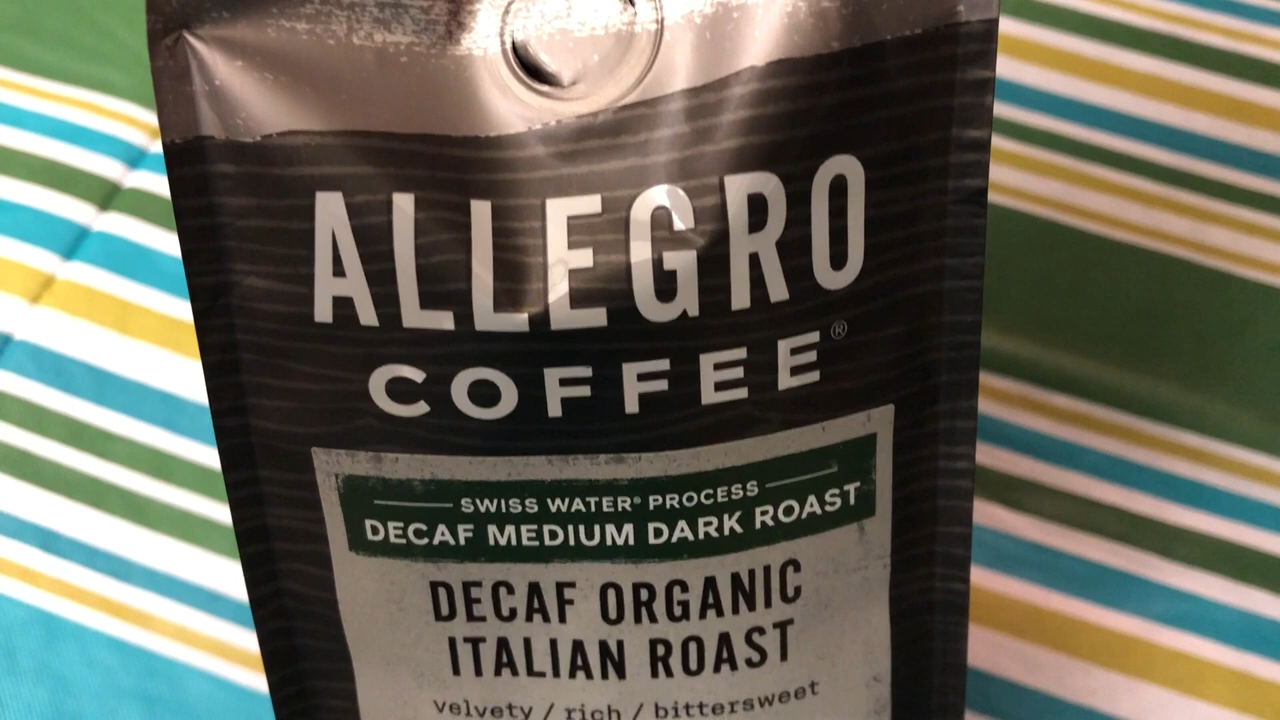 ALLEGRO
COFFEE®
SWISS WATER® PROCESS
DECAF MEDIUM DARK ROAST
DECAF ORGANIC
ITALIAN ROAST
velvety / rich / bittersweet